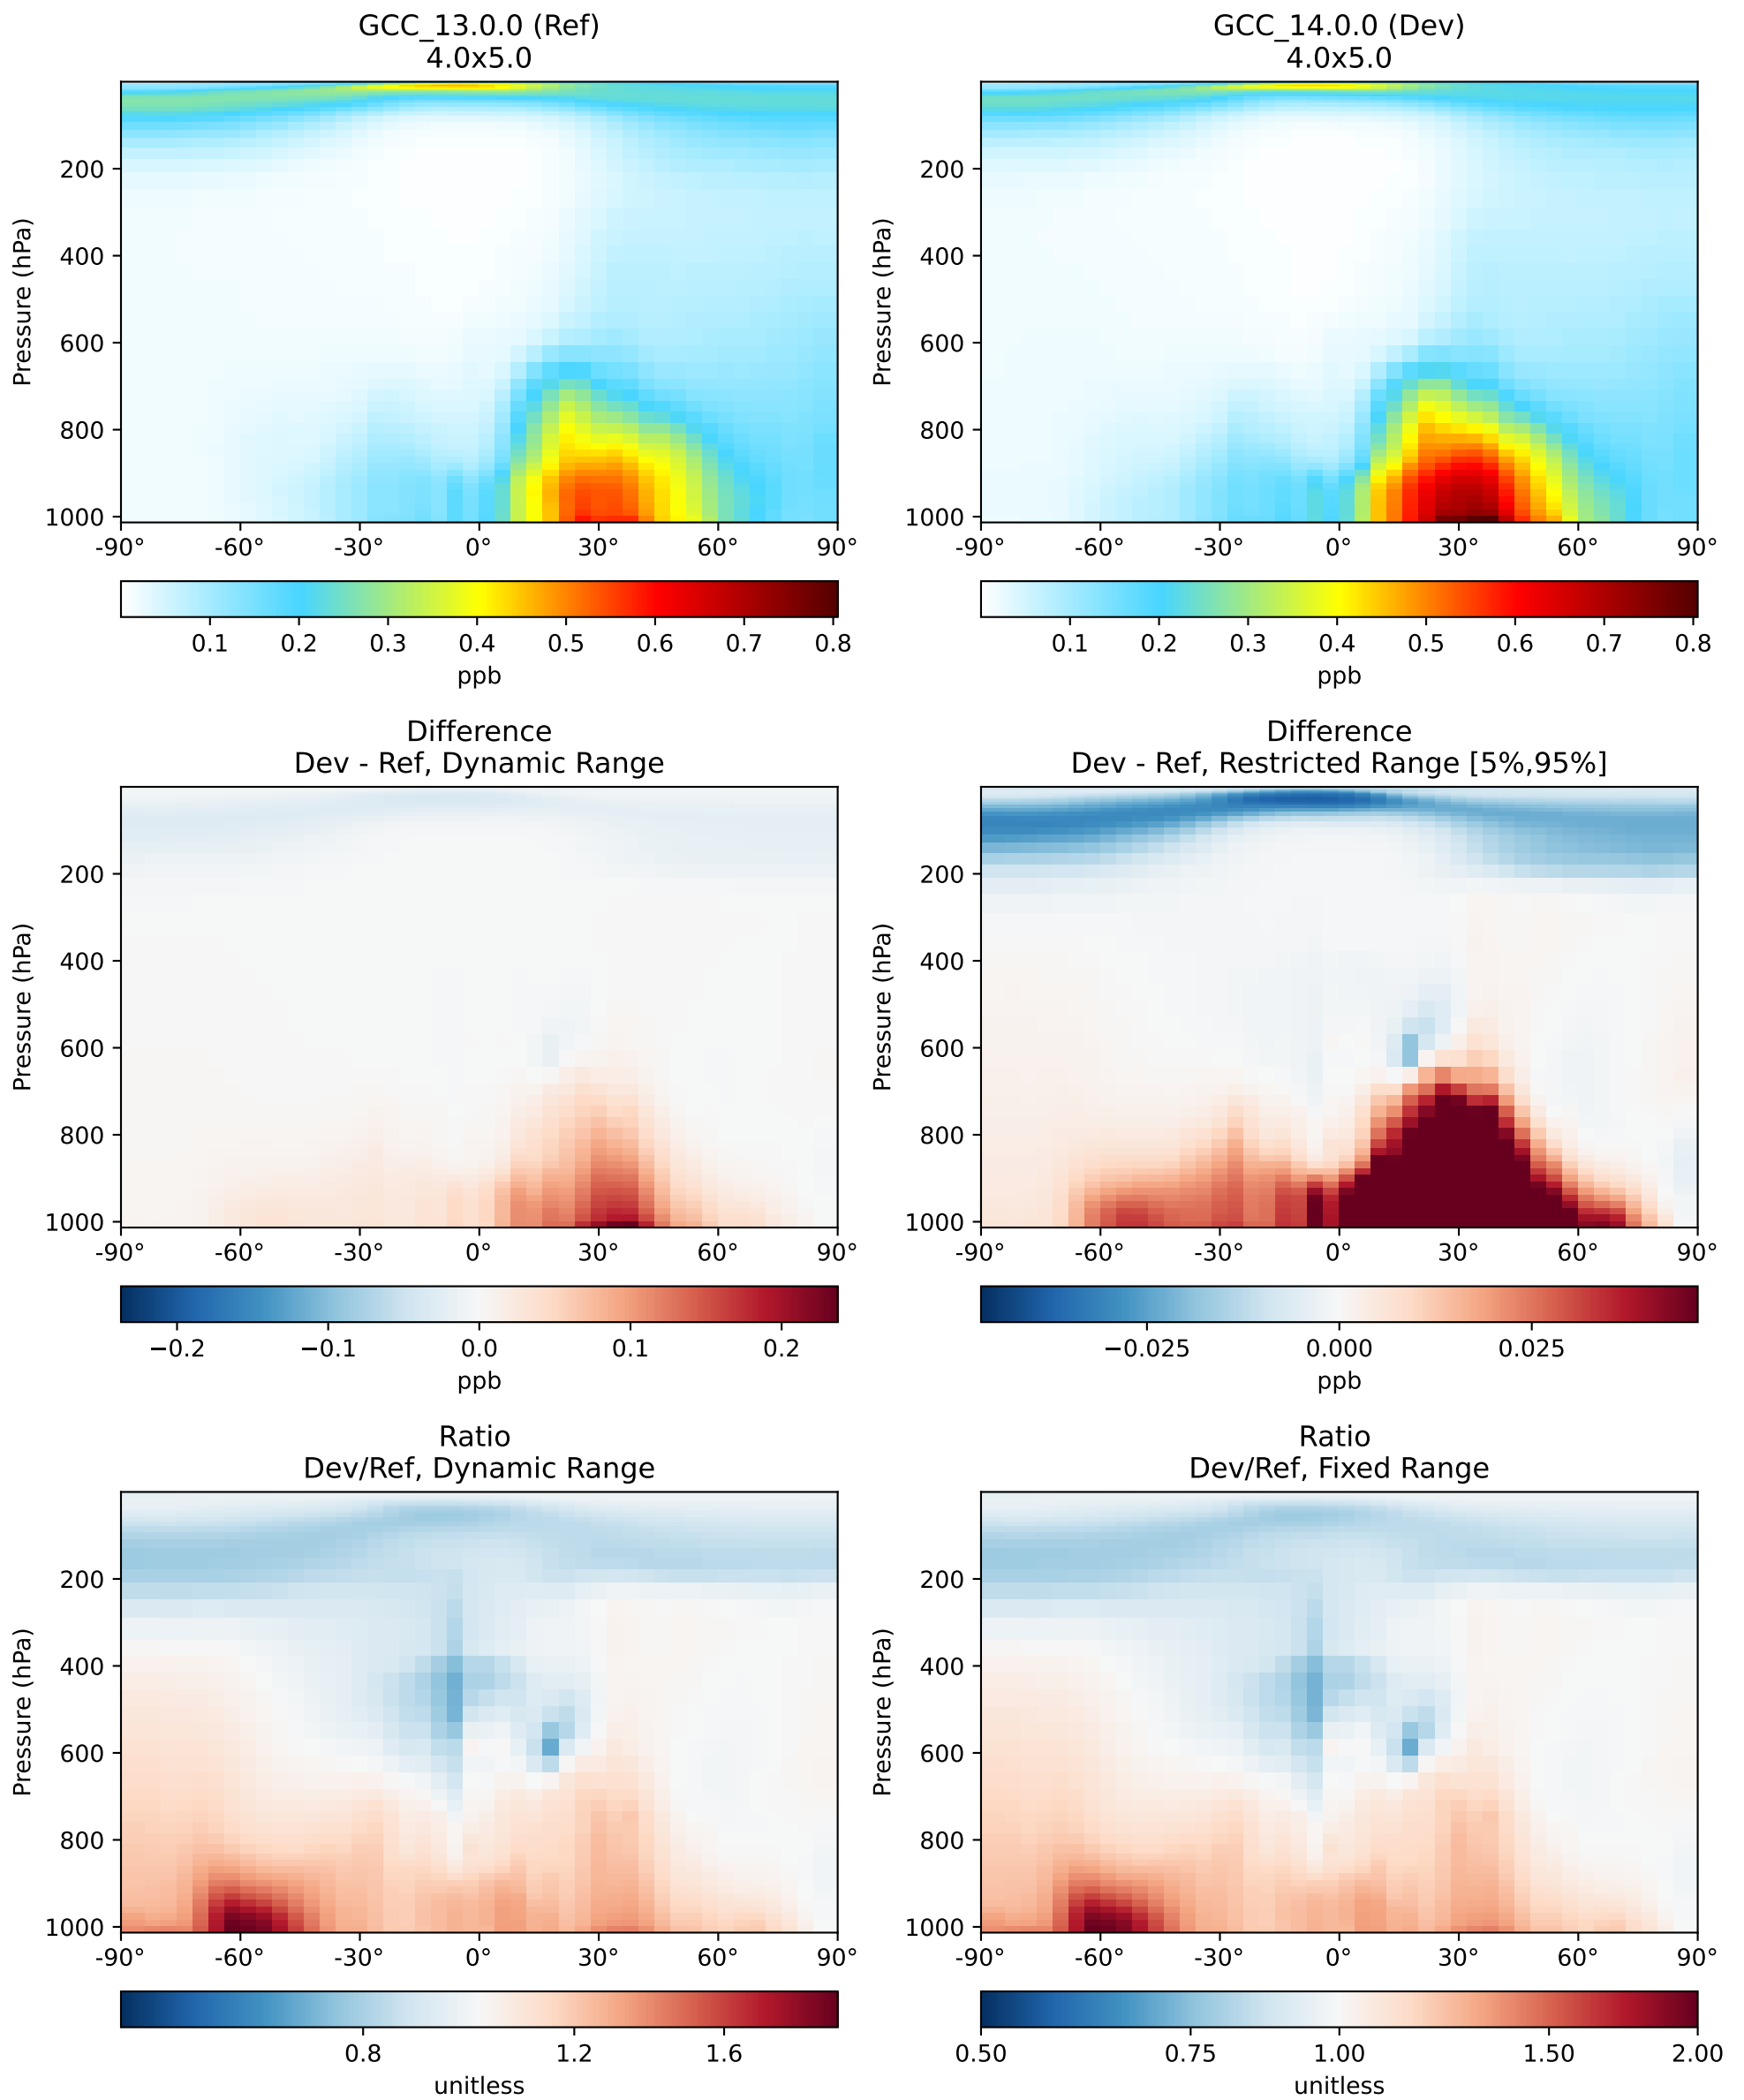 GCC_13.0.0 (Ref)
4.0x5.0
Pressure (hPa)
200
400
600
800
1000
-90° -60° -30° 0° 30° 60° 90°
0.1 0.2 0.3 0.4 0.5 0.6 0.7 0.8
ppb
GCC_14.0.0 (Dev)
4.0x5.0
Pressure (hPa)
200
400
600
800
1000
-90° -60° -30° 0° 30° 60° 90°
0.1 0.2 0.3 0.4 0.5 0.6 0.7 0.8
ppb
Difference
Dev - Ref, Dynamic Range
Pressure (hPa)
200
400
600
800
1000
-90° -60° -30° 0° 30° 60° 90°
−0.2 −0.1 0.0 0.1 0.2
ppb
Difference
Dev - Ref, Restricted Range [5%,95%]
Pressure (hPa)
200
400
600
800
1000
-90° -60° -30° 0° 30° 60° 90°
−0.025 0.000 0.025
ppb
Ratio
Dev/Ref, Dynamic Range
Pressure (hPa)
200
400
600
800
1000
-90° -60° -30° 0° 30° 60° 90°
0.8 1.2 1.6
unitless
Ratio
Dev/Ref, Fixed Range
Pressure (hPa)
200
400
600
800
1000
-90° -60° -30° 0° 30° 60° 90°
0.50 0.75 1.00 1.50 2.00
unitless